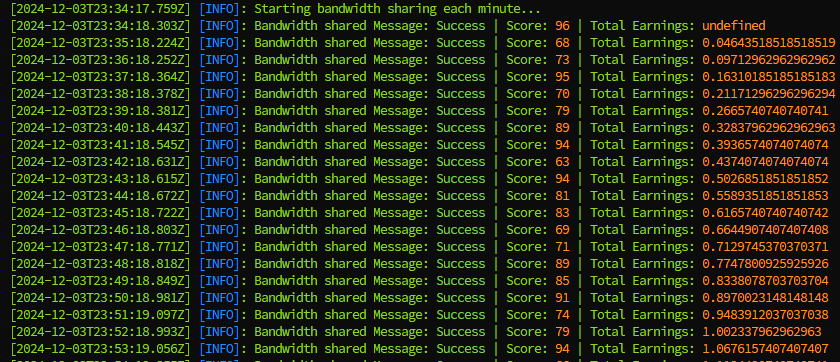 [2024-12-03T23:34:17.759Z] [INFO]: Starting bandwidth sharing each minute...
[2024-12-03T23:34:18.303Z] [INFO]: Bandwidth shared Message: Success | Score: 96 | Total Earnings: undefined
[2024-12-03T23:35:18.224Z] [INFO]: Bandwidth shared Message: Success | Score: 68 | Total Earnings: 0.04643518518518519
[2024-12-03T23:36:18.252Z] [INFO]: Bandwidth shared Message: Success | Score: 73 | Total Earnings: 0.09712962962962962
[2024-12-03T23:37:18.364Z] [INFO]: Bandwidth shared Message: Success | Score: 95 | Total Earnings: 0.16310185185185183
[2024-12-03T23:38:18.378Z] [INFO]: Bandwidth shared Message: Success | Score: 70 | Total Earnings: 0.21171296296296294
[2024-12-03T23:39:18.381Z] [INFO]: Bandwidth shared Message: Success | Score: 79 | Total Earnings: 0.2665740740740741
[2024-12-03T23:40:18.443Z] [INFO]: Bandwidth shared Message: Success | Score: 89 | Total Earnings: 0.32837962962962963
[2024-12-03T23:41:18.545Z] [INFO]: Bandwidth shared Message: Success | Score: 94 | Total Earnings: 0.3936574074074074
[2024-12-03T23:42:18.631Z] [INFO]: Bandwidth shared Message: Success | Score: 63 | Total Earnings: 0.4374074074074074
[2024-12-03T23:43:18.615Z] [INFO]: Bandwidth shared Message: Success | Score: 94 | Total Earnings: 0.5026851851851852
[2024-12-03T23:44:18.672Z] [INFO]: Bandwidth shared Message: Success | Score: 81 | Total Earnings: 0.5589351851851853
[2024-12-03T23:45:18.722Z] [INFO]: Bandwidth shared Message: Success | Score: 83 | Total Earnings: 0.6165740740740742
[2024-12-03T23:46:18.803Z] [INFO]: Bandwidth shared Message: Success | Score: 69 | Total Earnings: 0.6644907407407408
[2024-12-03T23:47:18.771Z] [INFO]: Bandwidth shared Message: Success | Score: 71 | Total Earnings: 0.7129745370370371
[2024-12-03T23:48:18.818Z] [INFO]: Bandwidth shared Message: Success | Score: 89 | Total Earnings: 0.7747800925925926
[2024-12-03T23:49:18.849Z] [INFO]: Bandwidth shared Message: Success | Score: 85 | Total Earnings: 0.8338078703703704
[2024-12-03T23:50:18.981Z] [INFO]: Bandwidth shared Message: Success | Score: 91 | Total Earnings: 0.8970023148148148
[2024-12-03T23:51:19.097Z] [INFO]: Bandwidth shared Message: Success | Score: 74 | Total Earnings: 0.9483912037037038
[2024-12-03T23:52:18.993Z] [INFO]: Bandwidth shared Message: Success | Score: 79 | Total Earnings: 1.002337962962963
[2024-12-03T23:53:19.056Z] [INFO]: Bandwidth shared Message: Success | Score: 94 | Total Earnings: 1.0676157407407407